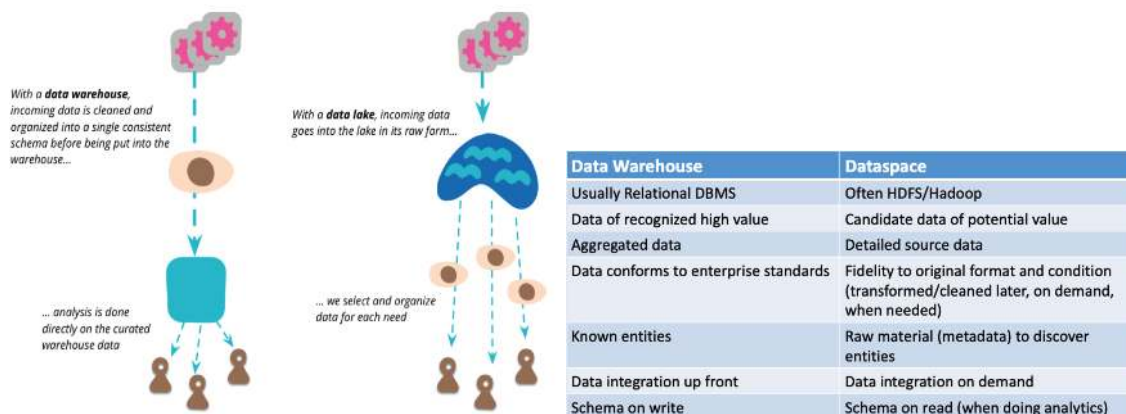 With a data warehouse,
incoming data is cleaned and
organized into a single consistent
schema before being put into the
warehouse...
... analysis is done
directly on the curated
warehouse data
With a data lake, incoming data
goes into the lake in its raw form...
... we select and organize
data for each need
Data Warehouse Dataspace
Usually Relational DBMS Often HDFS/Hadoop
Data of recognized high value Candidate data of potential value
Aggregated data Detailed source data
Data conforms to enterprise standards Fidelity to original format and condition
(transformed/cleaned later, on demand,
when needed)
Known entities Raw material (metadata) to discover
entities
Data integration up front Data integration on demand
Schema on write Schema on read (when doing analytics)